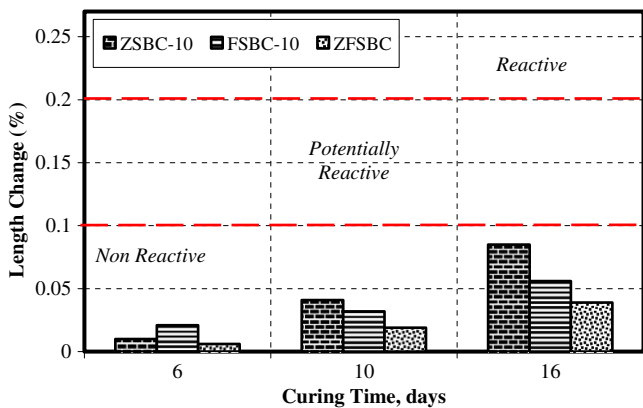 0.25
ZSBC-10 FSBC-10 ZFSBC
Reactive
0.2
0.15
Potentially
Reactive
0.1
Non Reactive
0.05
0
6 10 16
Length Change (%)
Curing Time, days